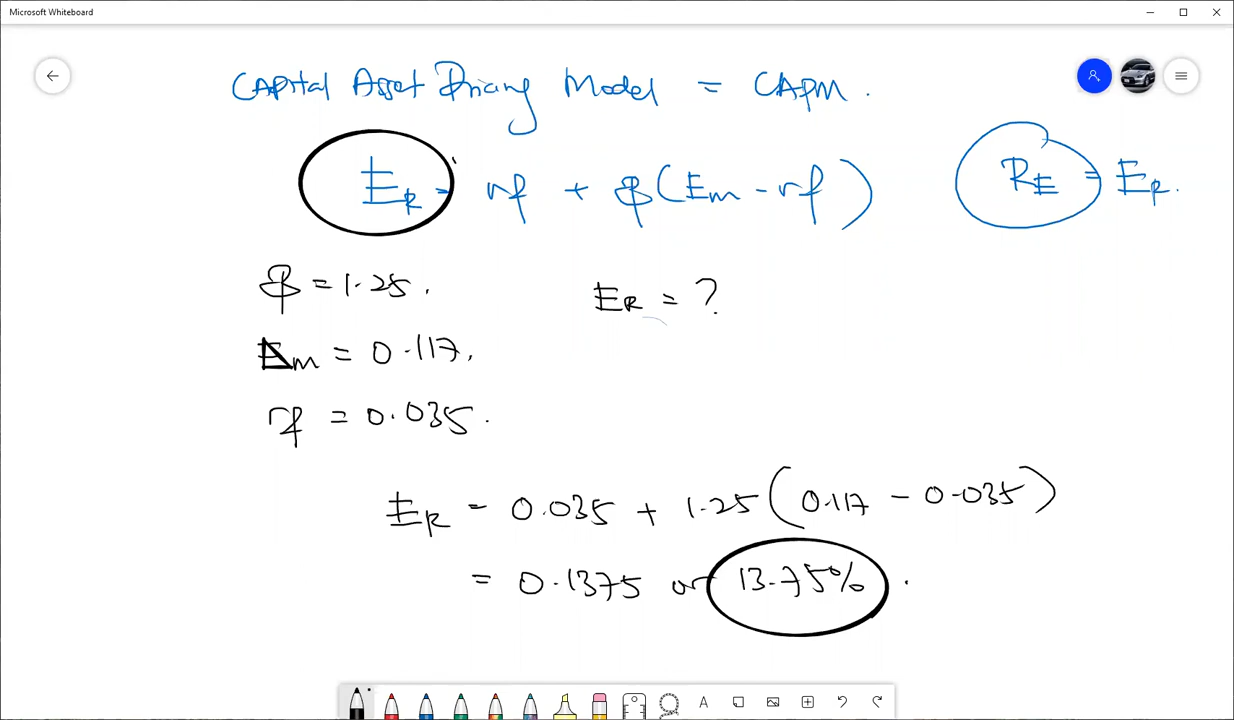 Microsoft Whiteboard
CAPital Asset Pricing Model = CAPM.
ER = rf + β(Em - rf)
RE = ER.
β = 1.25.
ER = ?
Em = 0.117.
rf = 0.035.
ER = 0.035 + 1.25(0.117 - 0.035)
= 0.1375 or 13.75%.
A